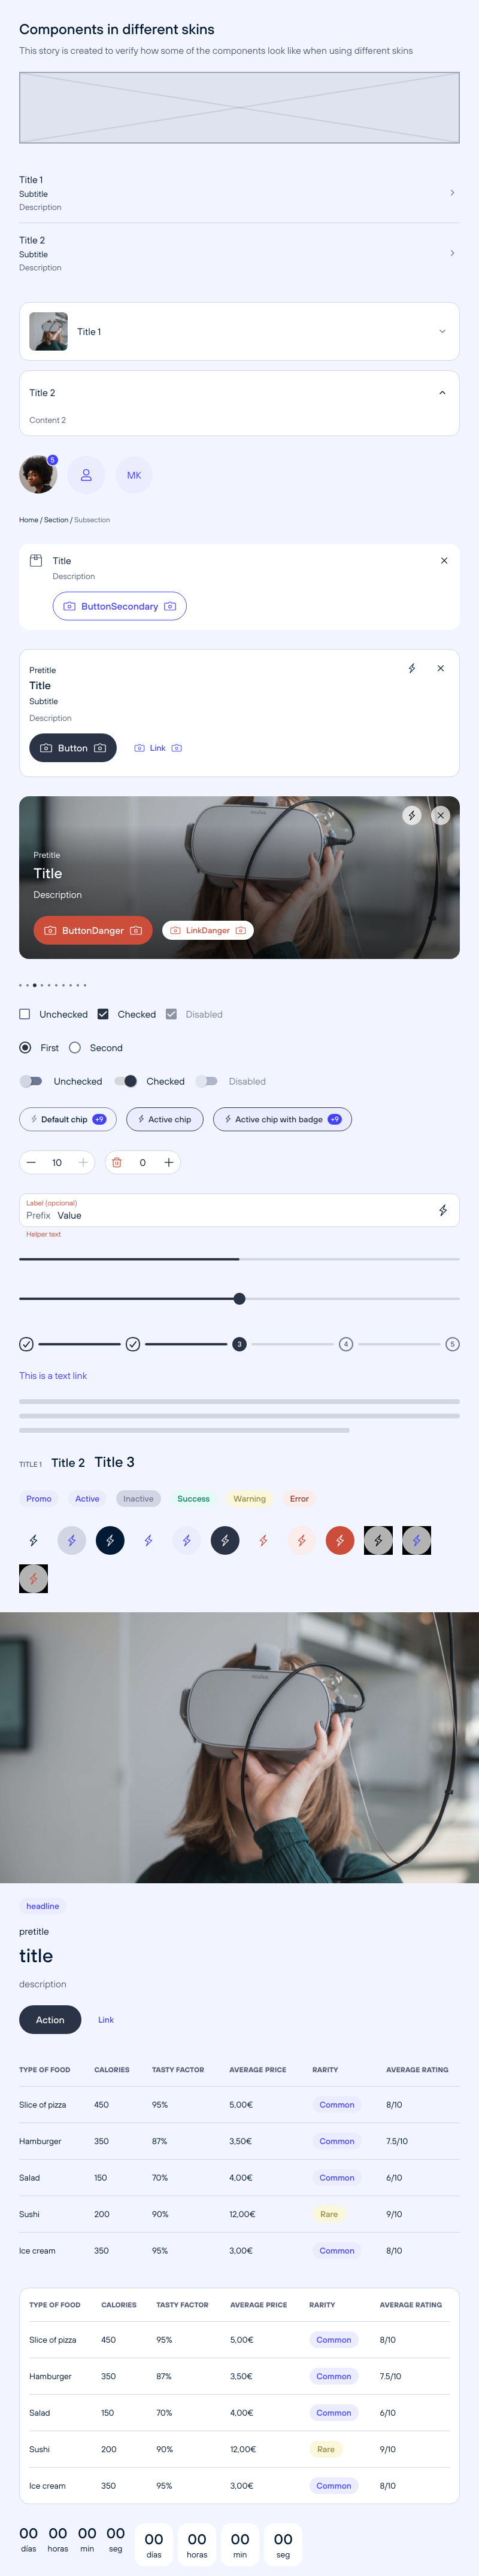 Components in different skins
This story is created to verify how some of the components look like when using different skins
Title 1
Subtitle
Description
Title 2
Subtitle
Description
Title 1
Title 2
Content 2
5
MK
Home / Section / Subsection
Title
Description
ButtonSecondary
Pretitle
Title
Subtitle
Description
Button Link
oculus
Pretitle
Title
Description
ButtonDanger LinkDanger
Unchecked Checked Disabled
First Second
Unchecked Checked Disabled
Default chip +9 Active chip Active chip with badge +9
10 0
Label (opcional)
Prefix Value
Helper text
3 4 5
This is a text link
TITLE 1 Title 2 Title 3
Promo Active Inactive Success Warning Error
headline
pretitle
title
description
Action Link
TYPE OF FOOD CALORIES TASTY FACTOR AVERAGE PRICE RARITY AVERAGE RATING
Slice of pizza 450 95% 5,00€ Common 8/10
Hamburger 350 87% 3,50€ Common 7.5/10
Salad 150 70% 4,00€ Common 6/10
Sushi 200 90% 12,00€ Rare 9/10
Ice cream 350 95% 3,00€ Common 8/10
TYPE OF FOOD CALORIES TASTY FACTOR AVERAGE PRICE RARITY AVERAGE RATING
Slice of pizza 450 95% 5,00€ Common 8/10
Hamburger 350 87% 3,50€ Common 7.5/10
Salad 150 70% 4,00€ Common 6/10
Sushi 200 90% 12,00€ Rare 9/10
Ice cream 350 95% 3,00€ Common 8/10
00 00 00 00 00 00 00 00
días horas min seg días horas min seg